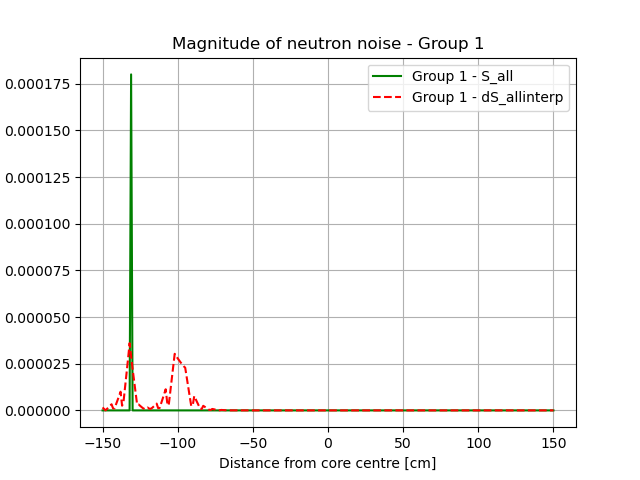 Magnitude of neutron noise - Group 1
Group 1 - S_all
Group 1 - dS_allinterp
0.000175
0.000150
0.000125
0.000100
0.000075
0.000050
0.000025
0.000000
−150 −100 −50 0 50 100 150
Distance from core centre [cm]